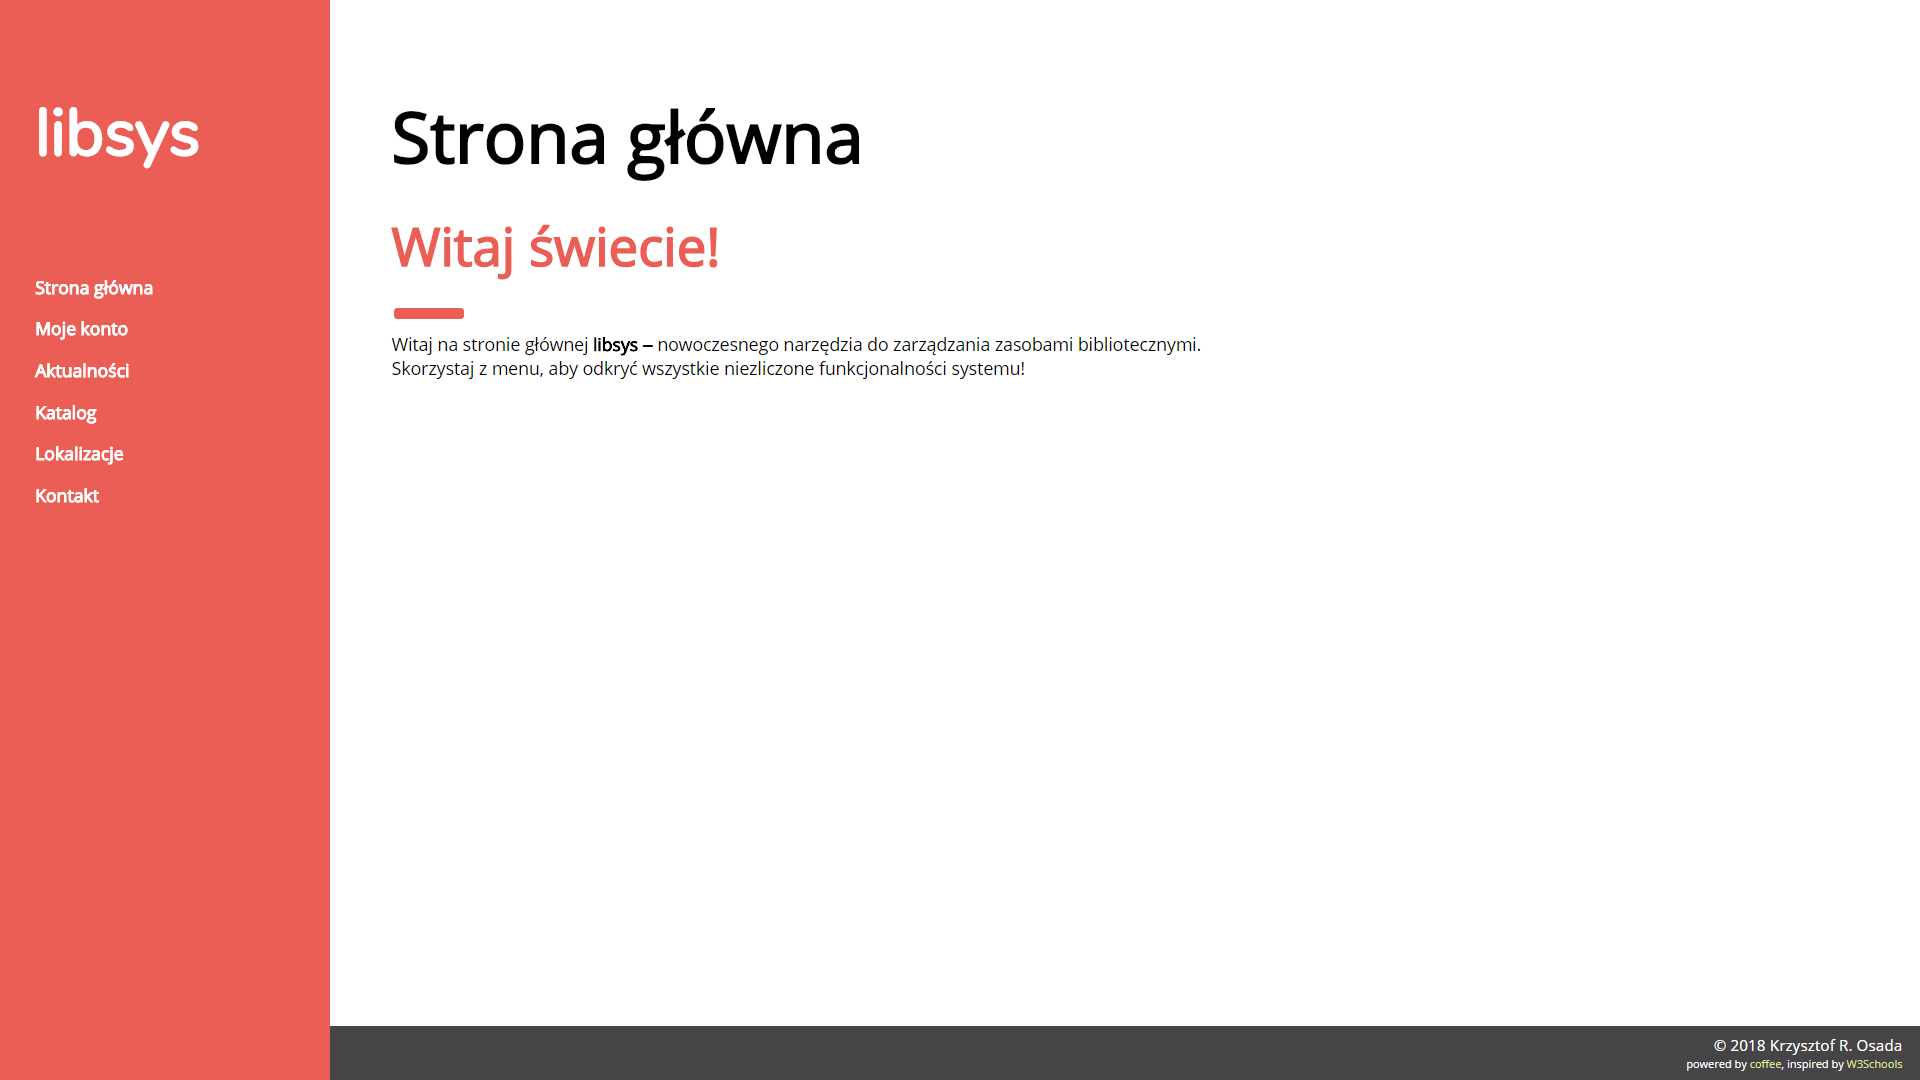 libsys
Strona główna
Moje konto
Aktualności
Katalog
Lokalizacje
Kontakt
Strona główna
Witaj świecie!
Witaj na stronie głównej libsys – nowoczesnego narzędzia do zarządzania zasobami bibliotecznymi.
Skorzystaj z menu, aby odkryć wszystkie niezliczone funkcjonalności systemu!
© 2018 Krzysztof R. Osada
powered by coffee, inspired by W3Schools